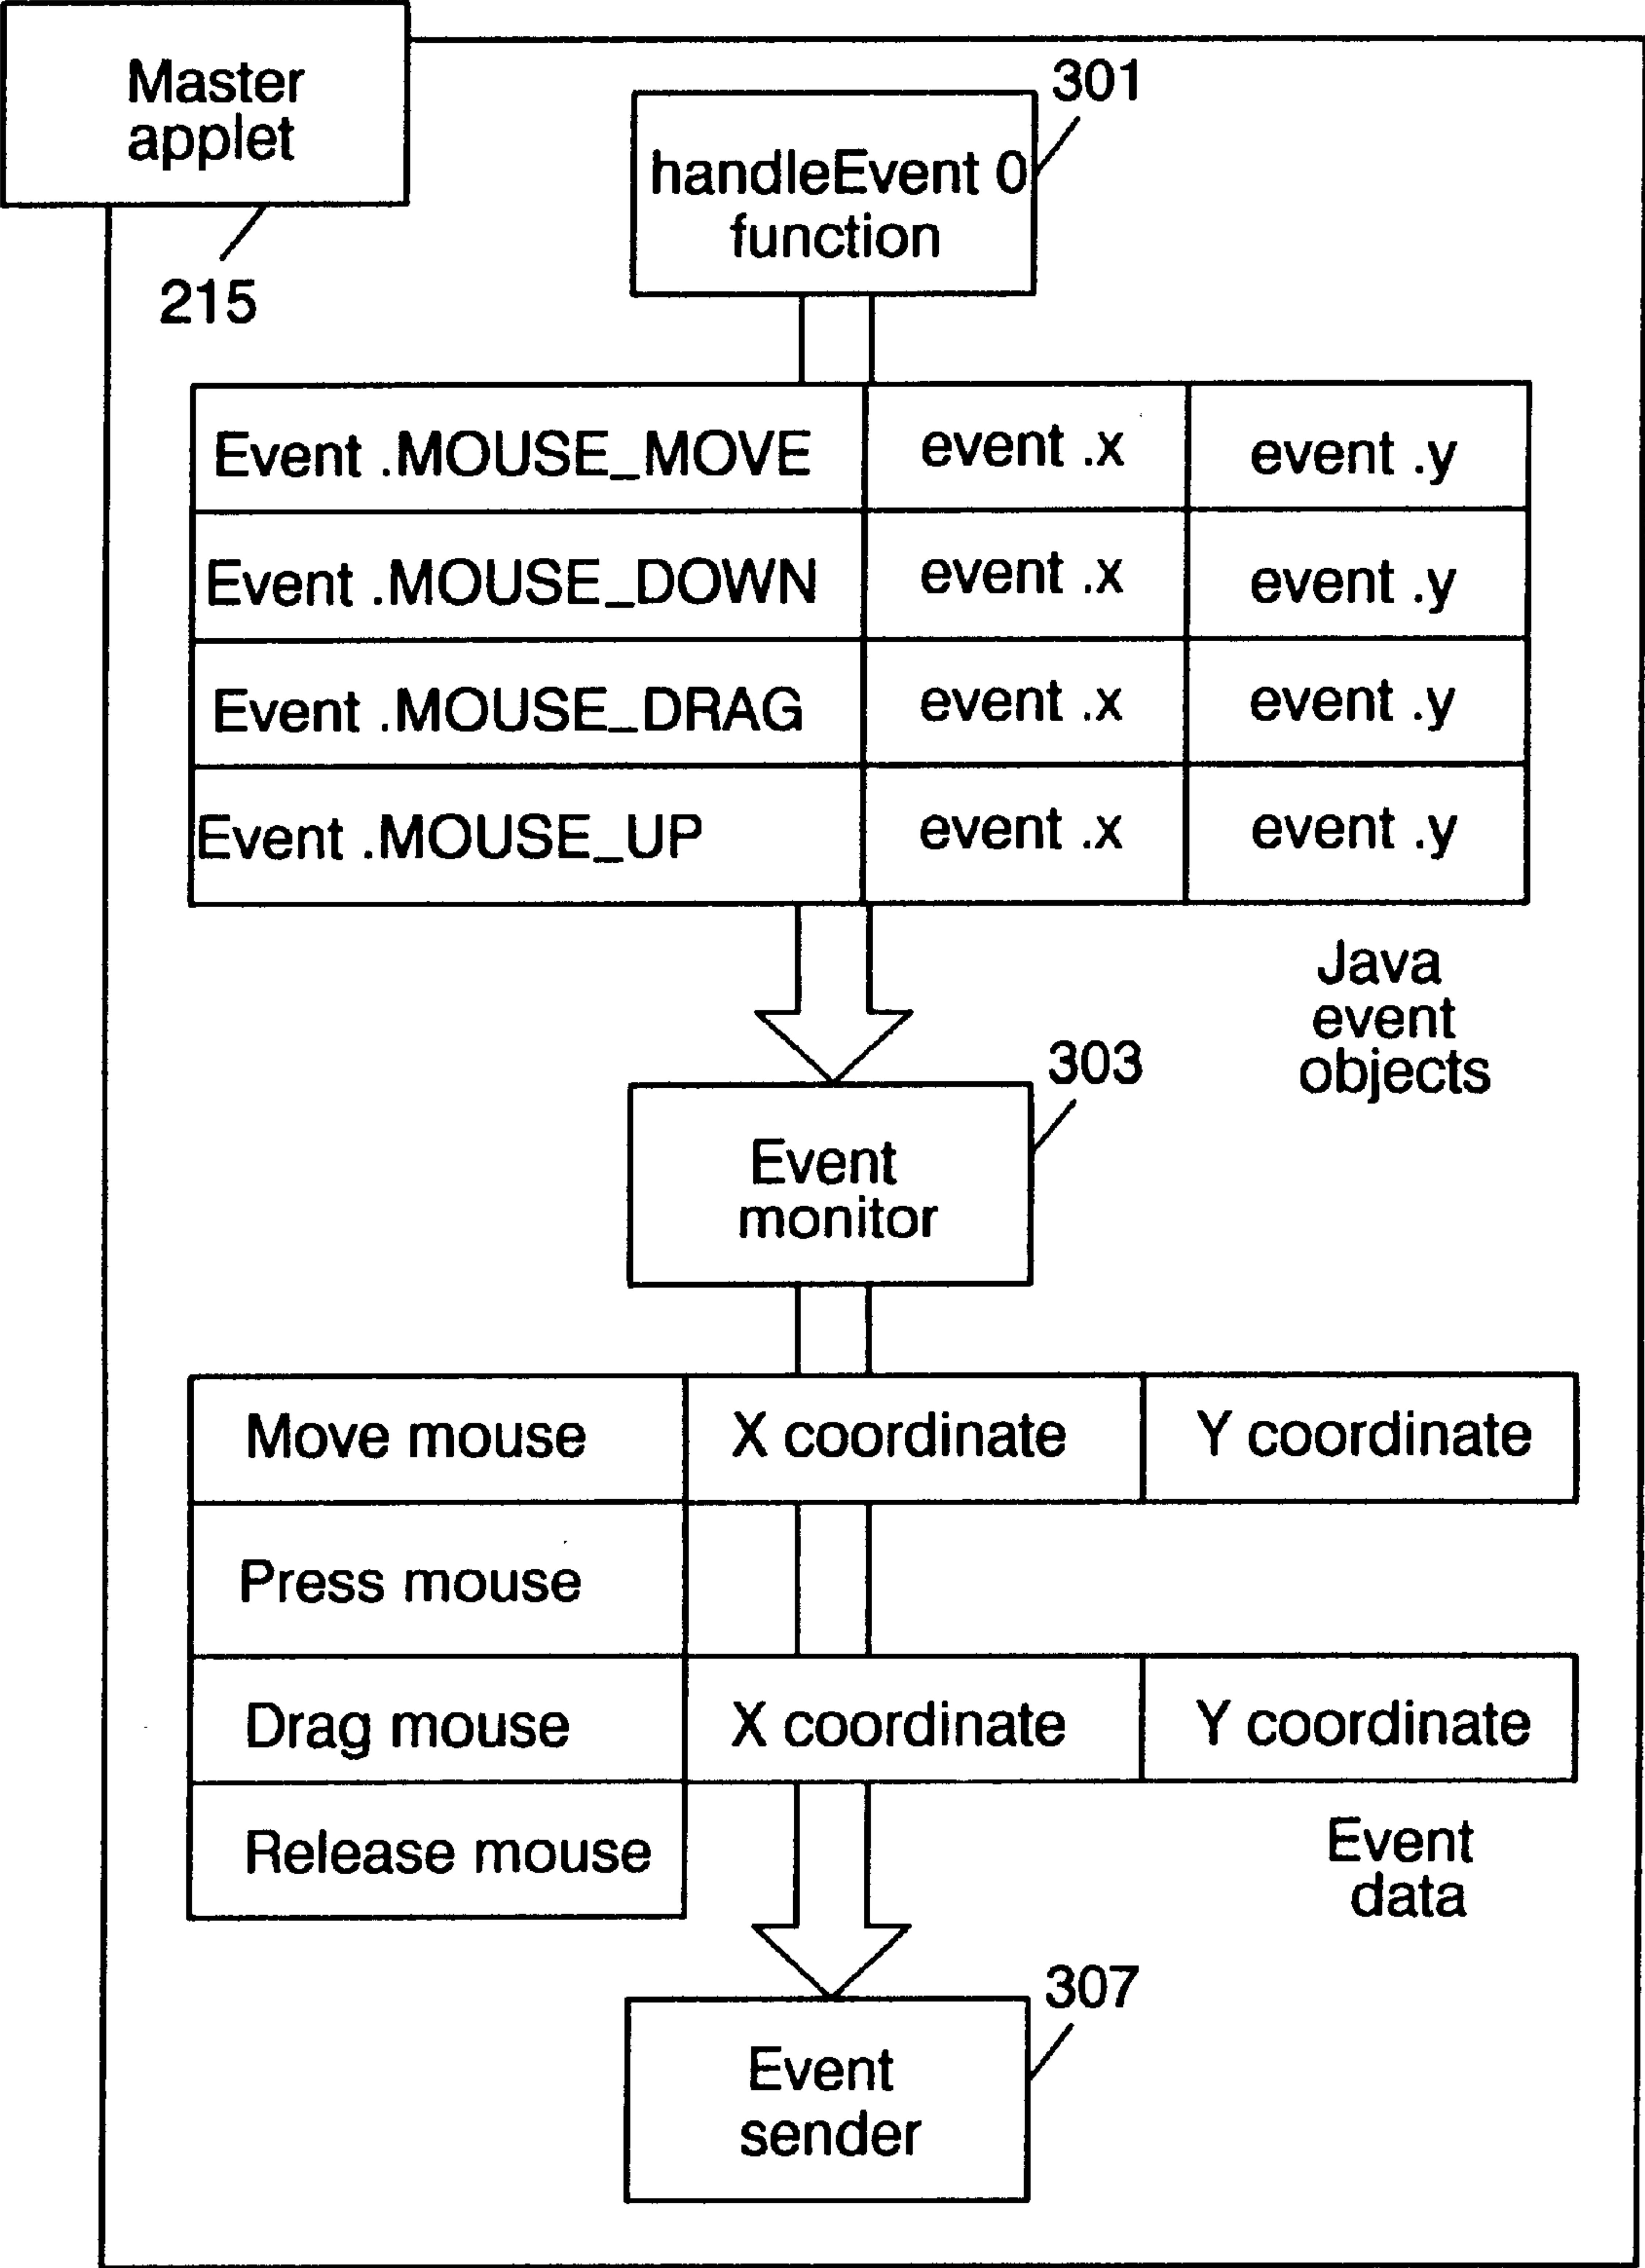 Master
applet
215
301
handleEvent 0
function
Event .MOUSE_MOVE event .x event .y
Event .MOUSE_DOWN event .x event .y
Event .MOUSE_DRAG event .x event .y
Event .MOUSE_UP event .x event .y
Java
event
objects
303
Event
monitor
Move mouse X coordinate Y coordinate
Press mouse
Drag mouse X coordinate Y coordinate
Release mouse
Event
data
307
Event
sender